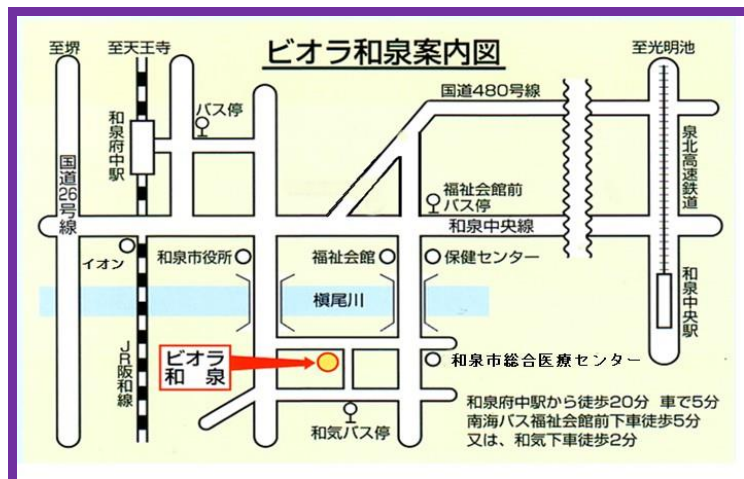 ビオラ和泉案内図
至堺
至天王寺
至光明池
国道480号線
バス停
和泉府中駅
国道26号線
泉北高速鉄道
福祉会館前
バス停
和泉中央線
イオン
和泉市役所
福祉会館
保健センター
槇尾川
和泉中央駅
JR阪和線
ビオラ
和泉
和泉市総合医療センター
和気バス停
和泉府中駅から徒歩20分 車で5分
南海バス福祉会館前下車徒歩5分
又は、和気下車徒歩2分